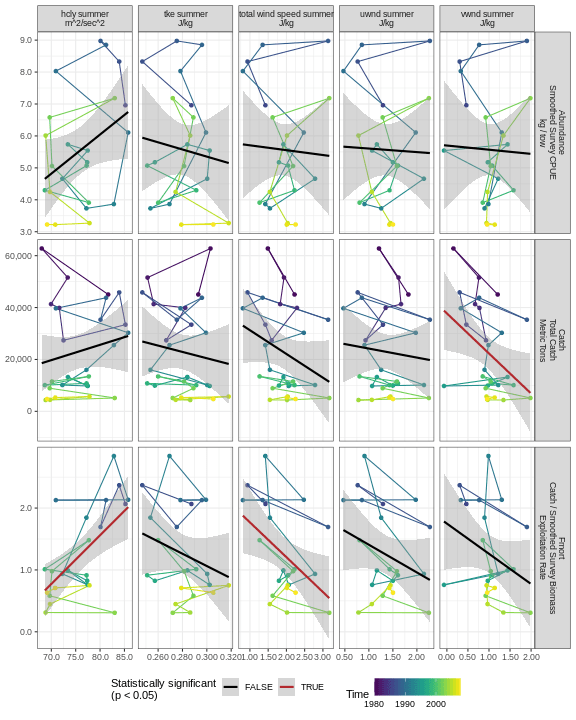 hcly summer
m^2/sec^2
tke summer
J/kg
total wind speed summer
J/kg
uwnd summer
J/kg
vwnd summer
J/kg
9.0
8.0
7.0
6.0
5.0
4.0
3.0
Abundance
Smoothed Survey CPUE
kg / tow
60,000
40,000
20,000
0
Catch
Total Catch
Metric Tons
2.0
1.0
0.0
Fmort
Catch / Smoothed Survey Biomass
Exploitation Rate
70.0 75.0 80.0 85.0
0.260 0.280 0.300 0.320
1.00 1.50 2.00 2.50 3.00
0.50 1.00 1.50 2.00
0.00 0.50 1.00 1.50 2.00
Statistically significant
(p < 0.05)
FALSE
TRUE
Time
1980 1990 2000